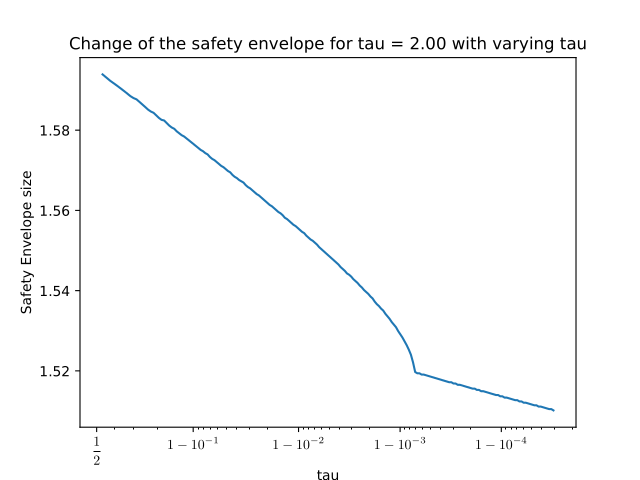 Change of the safety envelope for tau = 2.00 with varying tau
Safety Envelope size
1.58
1.56
1.54
1.52
1/2
1 − 10⁻¹
1 − 10⁻²
1 − 10⁻³
1 − 10⁻⁴
tau